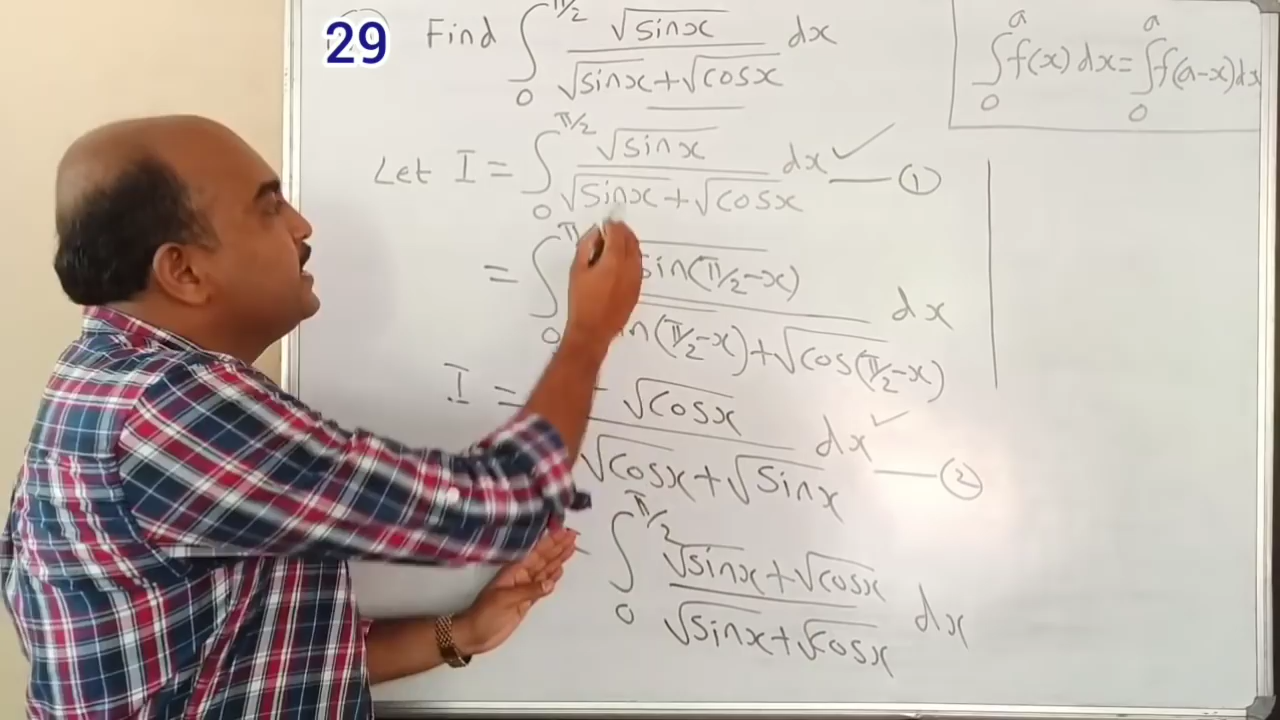 29 Find ∫₀^π/2 √sinx / (√sinx+√cosx) dx
∫₀^a f(x) dx = ∫₀^a f(a-x) dx
Let I = ∫₀^π/2 √sinx / (√sinx+√cosx) dx ✓ — ①
= ∫₀^π sin(π/2-x) / n(π/2-x)+√cos(π/2-x) dx
I = √cosx / (√cosx+√sinx) dx ✓ — ②
∫₀^π/2 (√sinx+√cosx) / (√sinx+√cosx) dx